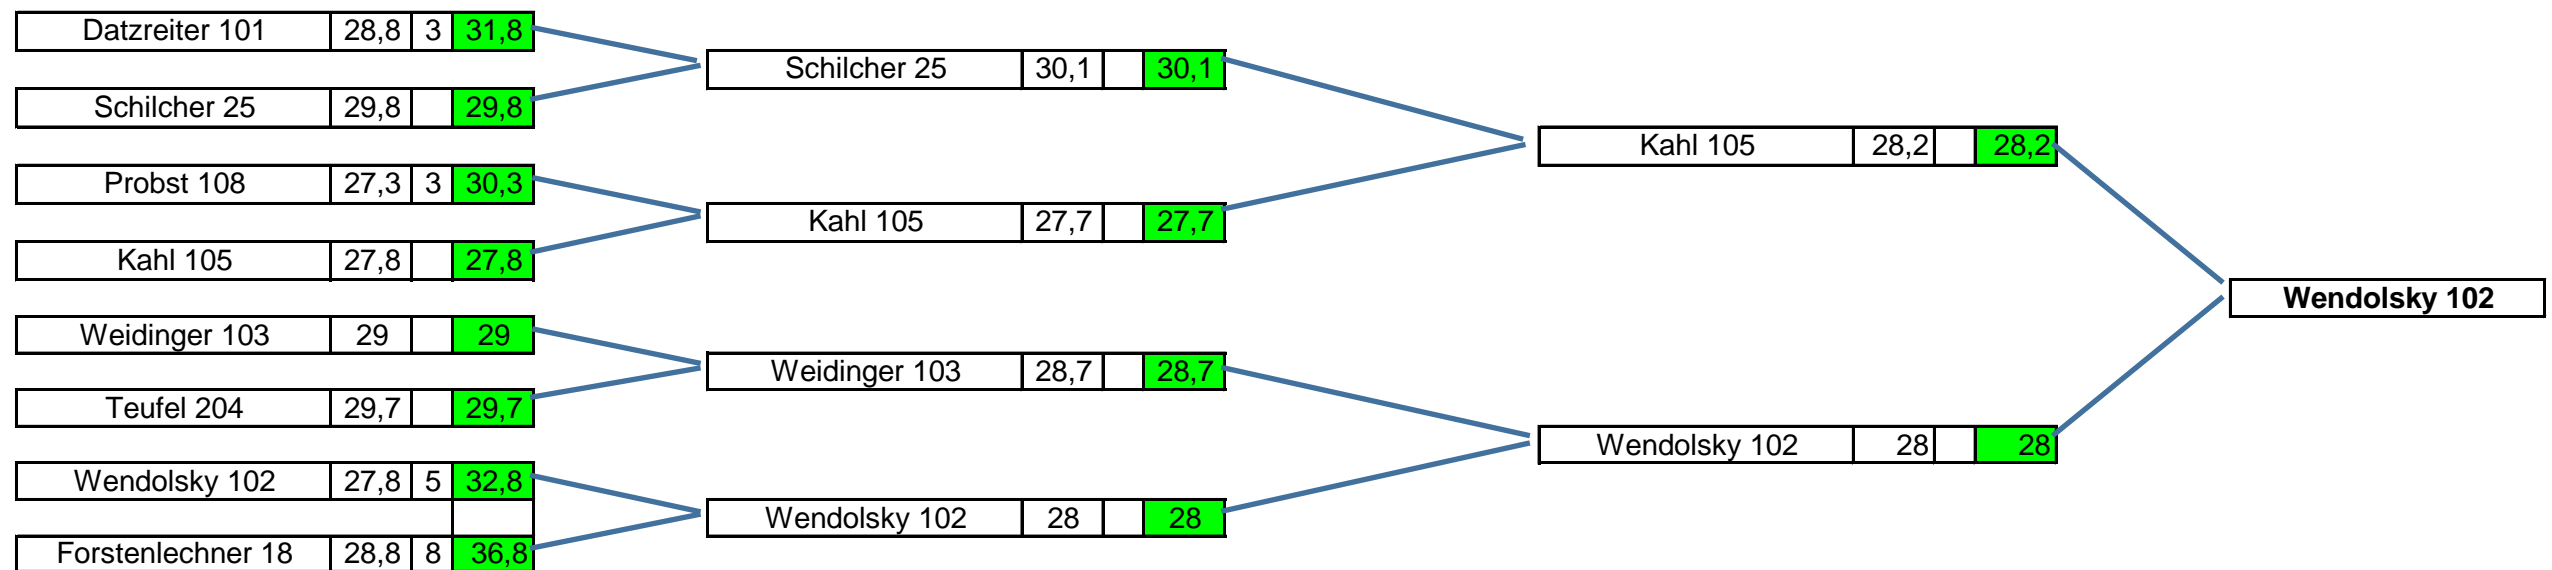 Datzreiter 101 28,8 3 31,8
Schilcher 25 30,1 30,1
Schilcher 25 29,8 29,8
Kahl 105 28,2 28,2
Probst 108 27,3 3 30,3
Kahl 105 27,7 27,7
Kahl 105 27,8 27,8
Wendolsky 102
Weidinger 103 29 29
Weidinger 103 28,7 28,7
Teufel 204 29,7 29,7
Wendolsky 102 28 28
Wendolsky 102 27,8 5 32,8
Wendolsky 102 28 28
Forstenlechner 18 28,8 8 36,8